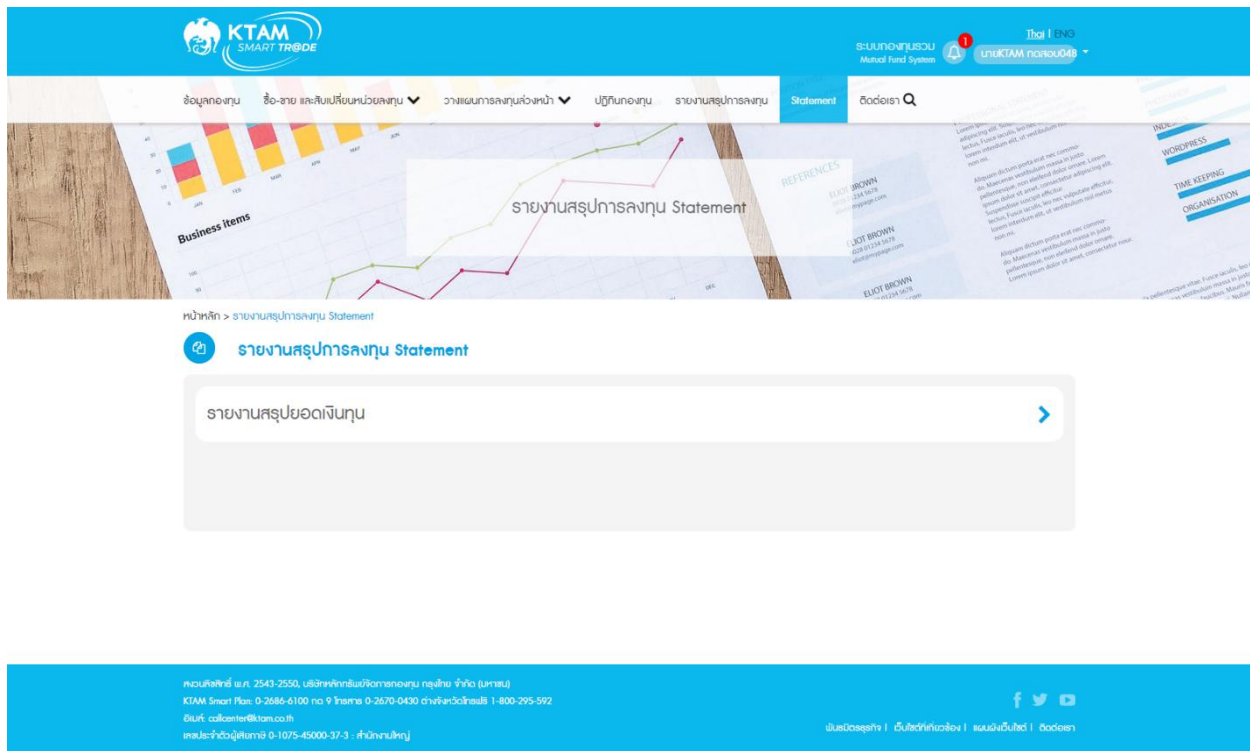 KTAM
SMART TR@DE
Thai | ENG
ระบบกองทุนรวม
Mutual Fund System
1
นายKTAM ทดสอบ048
ข้อมูลกองทุน
ซื้อ-ขาย และสับเปลี่ยนหน่วยลงทุน
วางแผนการลงทุนล่วงหน้า
ปฏิทินกองทุน
รายงานสรุปการลงทุน
Statement
ติดต่อเรา
Business items
JAN
FEB
MAR
APR
MAY
JUN
REFERENCES
ELIOT BROWN
ELIOT BROWN
ELIOT BROWN
WORDPRESS
TIME KEEPING
ORGANISATION
รายงานสรุปการลงทุน Statement
หน้าหลัก > รายงานสรุปการลงทุน Statement
รายงานสรุปการลงทุน Statement
รายงานสรุปยอดเงินทุน
สงวนลิขสิทธิ์ พ.ศ. 2543-2550, บริษัทหลักทรัพย์จัดการกองทุน กรุงไทย จำกัด (มหาชน)
KTAM Smart Plan: 0-2686-6100 กด 9 โทรสาร 0-2670-0430 ต่างจังหวัดโทรฟรี 1-800-295-592
อีเมล์: callcenter@ktam.co.th
เลขประจำตัวผู้เสียภาษี 0-1075-45000-37-3 : สำนักงานใหญ่
พันธมิตรธุรกิจ | เว็บไซต์ที่เกี่ยวข้อง | แผนผังเว็บไซต์ | ติดต่อเรา